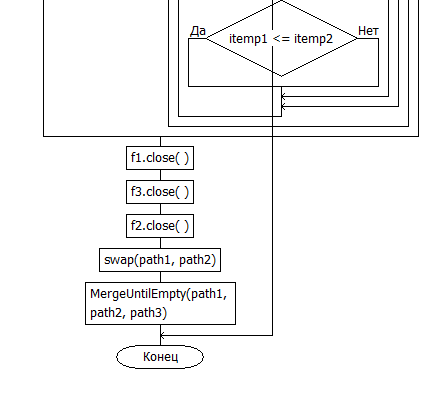 Да
Нет
itemp1 <= itemp2
f1.close( )
f3.close( )
f2.close( )
swap(path1, path2)
MergeUntilEmpty(path1,
path2, path3)
Конец